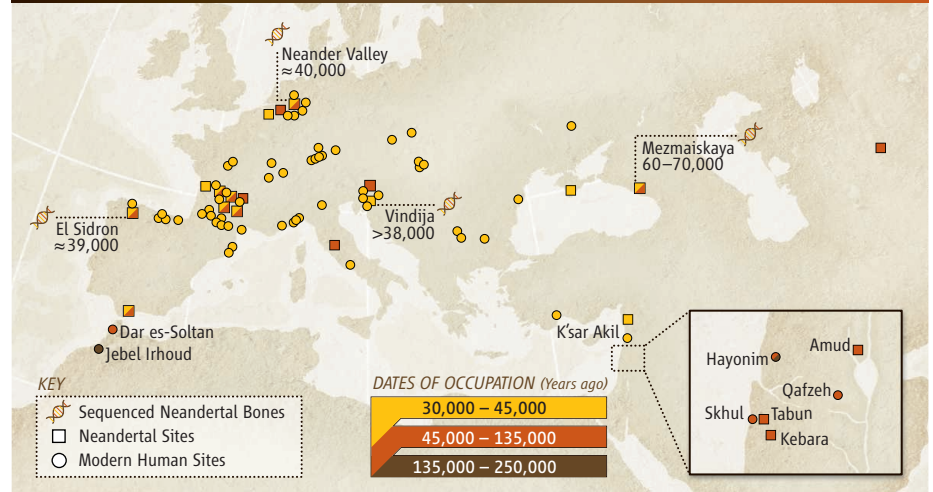 Neander Valley
≈40,000
Mezmaiskaya
60–70,000
El Sidron
≈39,000
Vindija
>38,000
Dar es-Soltan
Jebel Irhoud
K'sar Akil
Hayonim
Amud
Qafzeh
Skhul
Tabun
Kebara
KEY
Sequenced Neandertal Bones
Neandertal Sites
Modern Human Sites
DATES OF OCCUPATION (Years ago)
30,000 – 45,000
45,000 – 135,000
135,000 – 250,000